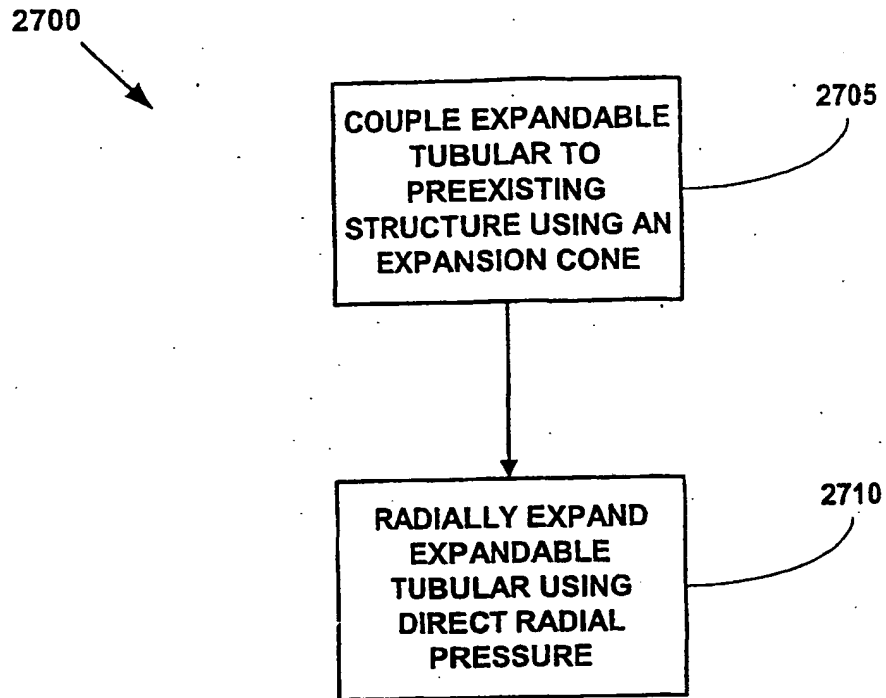 2700
2705
COUPLE EXPANDABLE
TUBULAR TO
PREEXISTING
STRUCTURE USING AN
EXPANSION CONE
2710
RADIALLY EXPAND
EXPANDABLE
TUBULAR USING
DIRECT RADIAL
PRESSURE